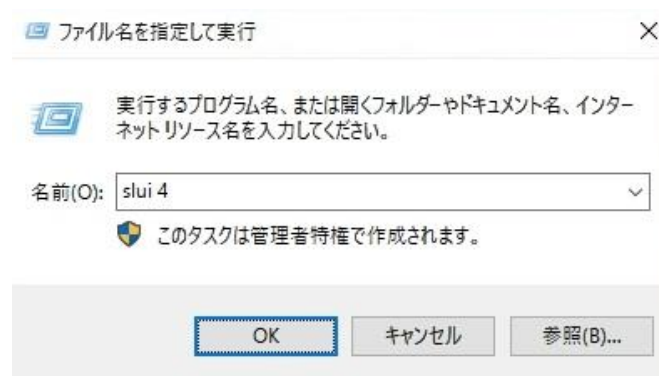 ファイル名を指定して実行
実行するプログラム名、または開くフォルダーやドキュメント名、インター
ネット リソース名を入力してください。
名前(O): slui 4
このタスクは管理者特権で作成されます。
OK キャンセル 参照(B)...